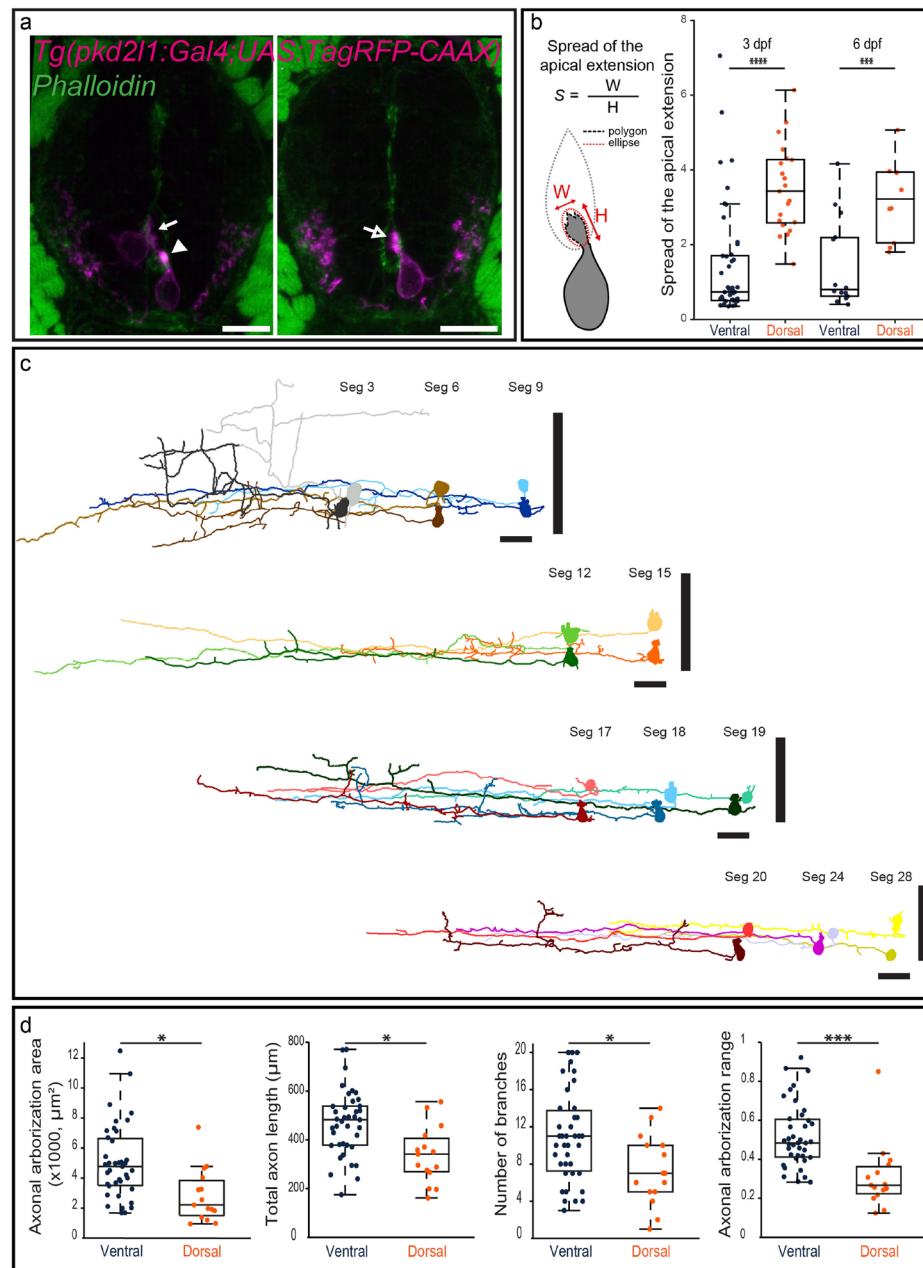 a
Tg(pkd2l1:Gal4;UAS:TagRFP-CAAX)
Phalloidin
b
Spread of the
apical extension
S = W
H
polygon
ellipse
W
H
Spread of the apical extension
8
6
4
2
0
3 dpf
6 dpf
****
***
Ventral
Dorsal
Ventral
Dorsal
c
Seg 3
Seg 6
Seg 9
Seg 12
Seg 15
Seg 17
Seg 18
Seg 19
Seg 20
Seg 24
Seg 28
d
Axonal arborization area
(x1000, µm²)
14
12
10
8
6
4
2
0
*
Ventral
Dorsal
Total axon length (µm)
800
600
400
200
0
*
Ventral
Dorsal
Number of branches
20
16
12
8
4
0
*
Ventral
Dorsal
Axonal arborization range
1
0.8
0.6
0.4
0.2
0
***
Ventral
Dorsal